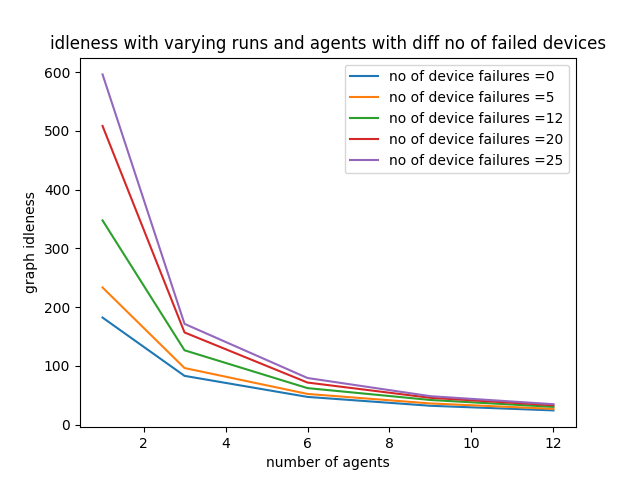 idleness with varying runs and agents with diff no of failed devices
600
500
400
300
200
100
0
graph idleness
no of device failures =0
no of device failures =5
no of device failures =12
no of device failures =20
no of device failures =25
2
4
6
8
10
12
number of agents